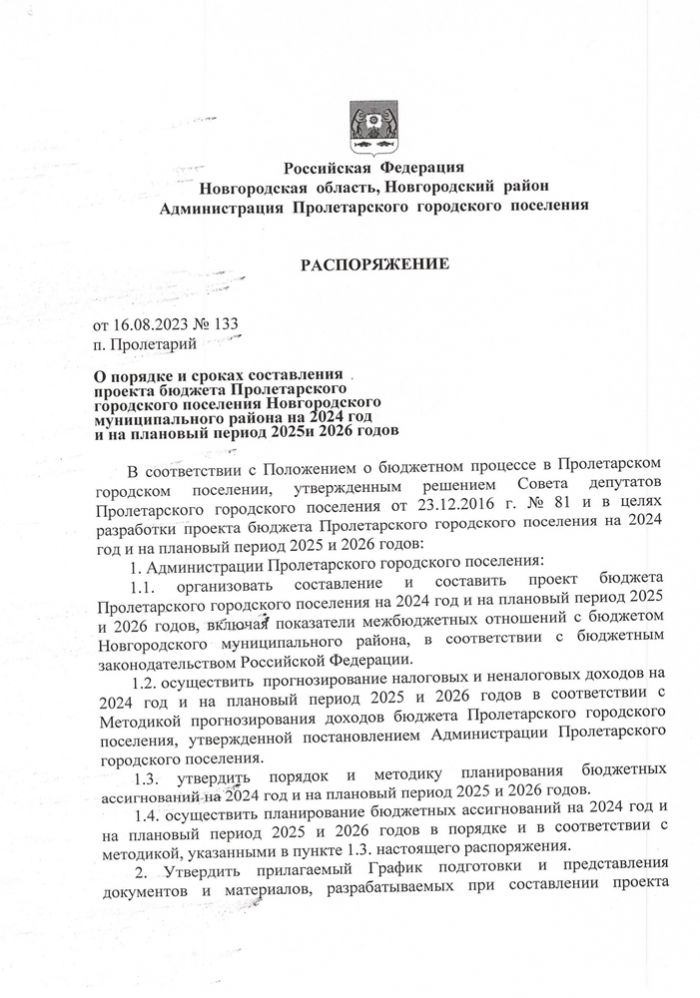 Российская Федерация
Новгородская область, Новгородский район
Администрация Пролетарского городского поселения
РАСПОРЯЖЕНИЕ
от 16.08.2023 № 133
п. Пролетарий
О порядке и сроках составления
проекта бюджета Пролетарского
городского поселения Новгородского
муниципального района на 2024 год
и на плановый период 2025и 2026 годов
В соответствии с Положением о бюджетном процессе в Пролетарском
городском поселении, утвержденным решением Совета депутатов
Пролетарского городского поселения от 23.12.2016 г. № 81 и в целях
разработки проекта бюджета Пролетарского городского поселения на 2024
год и на плановый период 2025 и 2026 годов:
1. Администрации Пролетарского городского поселения:
1.1. организовать составление и составить проект бюджета
Пролетарского городского поселения на 2024 год и на плановый период 2025
и 2026 годов, включая показатели межбюджетных отношений с бюджетом
Новгородского муниципального района, в соответствии с бюджетным
законодательством Российской Федерации.
1.2. осуществить прогнозирование налоговых и неналоговых доходов на
2024 год и на плановый период 2025 и 2026 годов в соответствии с
Методикой прогнозирования доходов бюджета Пролетарского городского
поселения, утвержденной постановлением Администрации Пролетарского
городского поселения.
1.3. утвердить порядок и методику планирования бюджетных
ассигнований на 2024 год и на плановый период 2025 и 2026 годов.
1.4. осуществить планирование бюджетных ассигнований на 2024 год и
на плановый период 2025 и 2026 годов в порядке и в соответствии с
методикой, указанными в пункте 1.3. настоящего распоряжения.
2. Утвердить прилагаемый График подготовки и представления
документов и материалов, разрабатываемых при составлении проекта